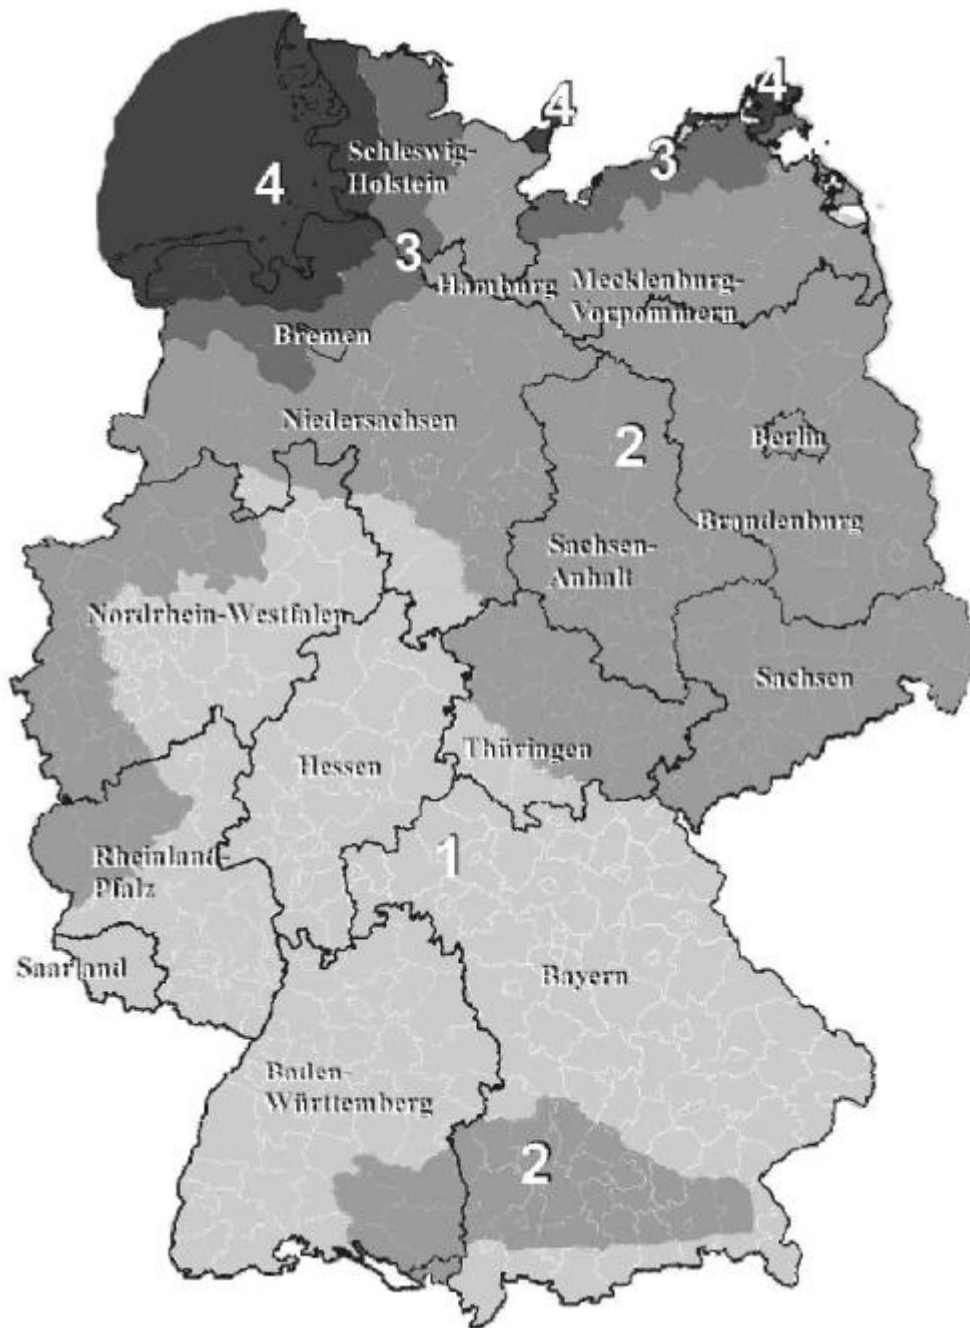 4
4
Schleswig-
Holstein
4
3
3
Hamburg
Mecklenburg-
Vorpommern
Bremen
Niedersachsen
2
Berlin
Brandenburg
Sachsen-
Anhalt
Nordrhein-Westfalen
Sachsen
Thüringen
Hessen
1
Rheinland-
Pfalz
Saarland
Bayern
Baden-
Württemberg
2